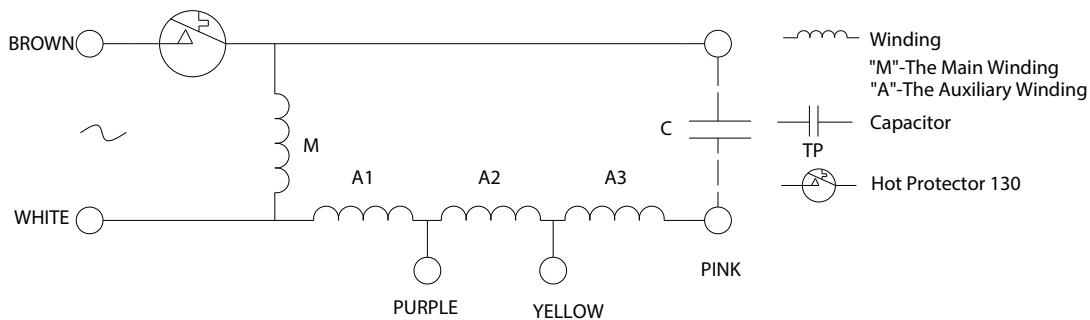 BROWN
Winding
"M"-The Main Winding
"A"-The Auxiliary Winding
C
Capacitor
M
TP
A1
A2
A3
Hot Protector 130
WHITE
PINK
PURPLE
YELLOW